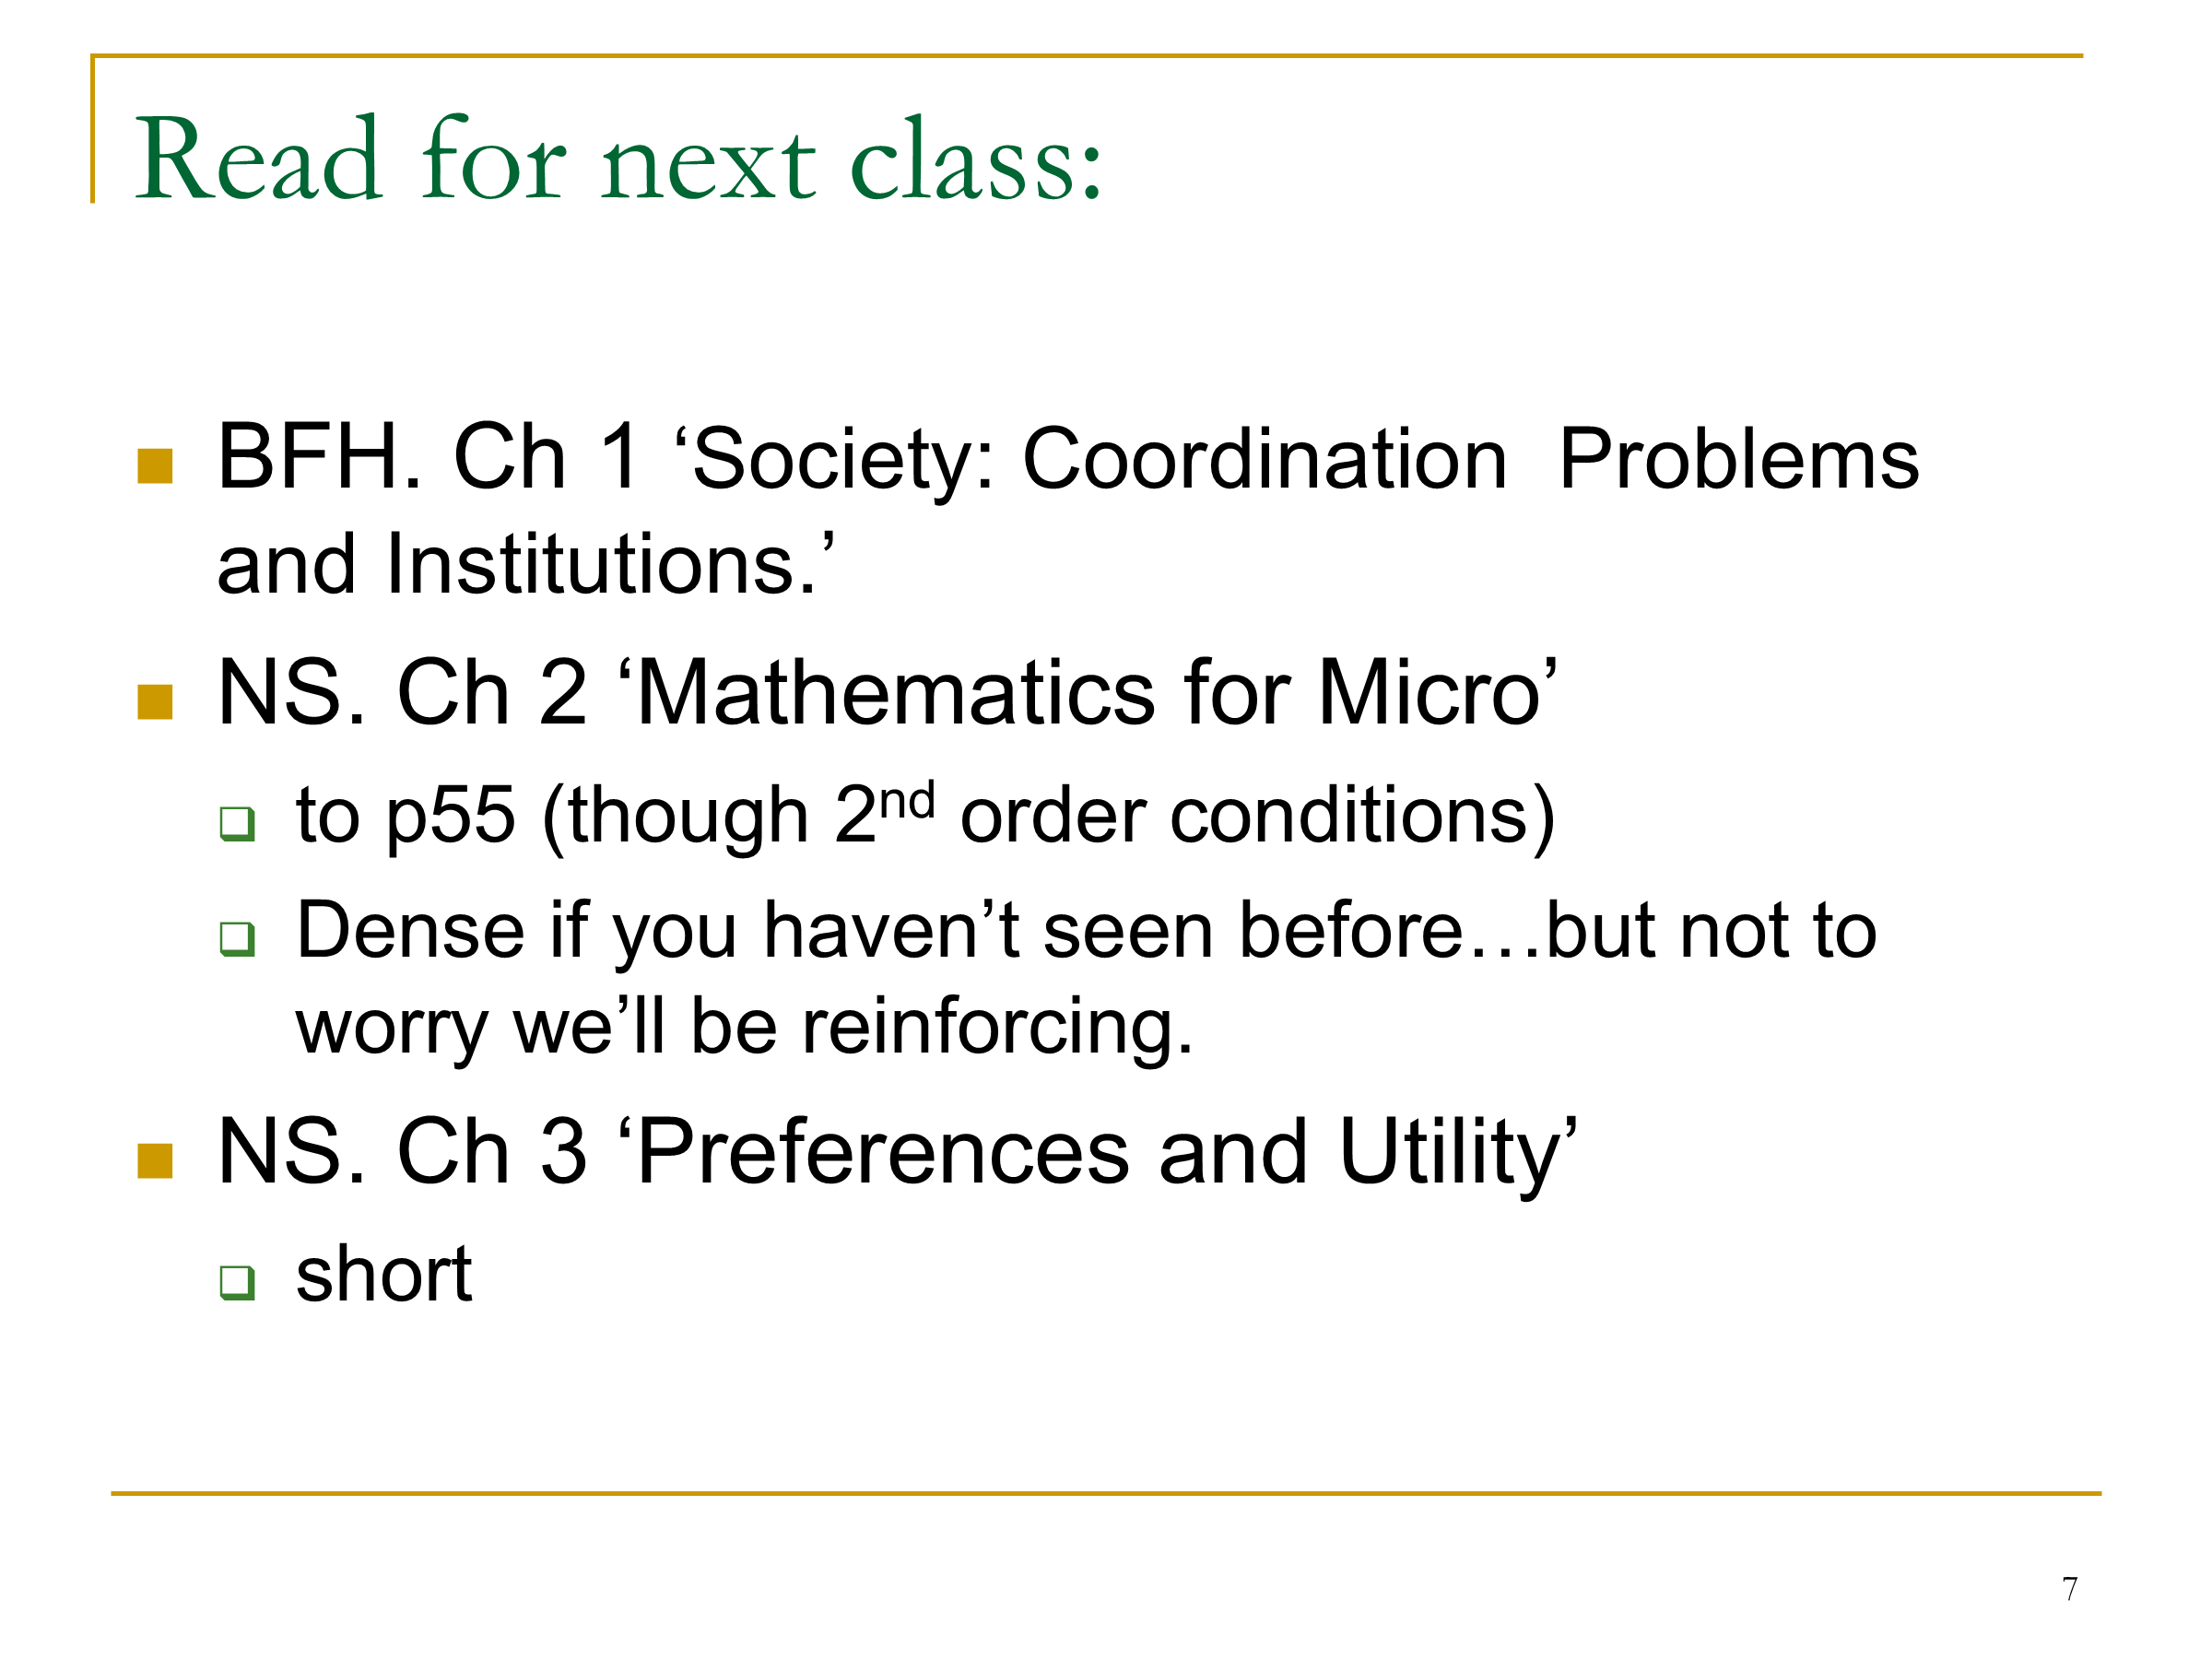 Read for next class:
BFH. Ch 1 ‘Society: Coordination  Problems
and Institutions.’
NS. Ch 2 ‘Mathematics for Micro’
to p55 (though 2nd order conditions)
Dense if you haven’t seen before…but not to
worry we’ll be reinforcing.
NS. Ch 3 ‘Preferences and Utility’
short
7